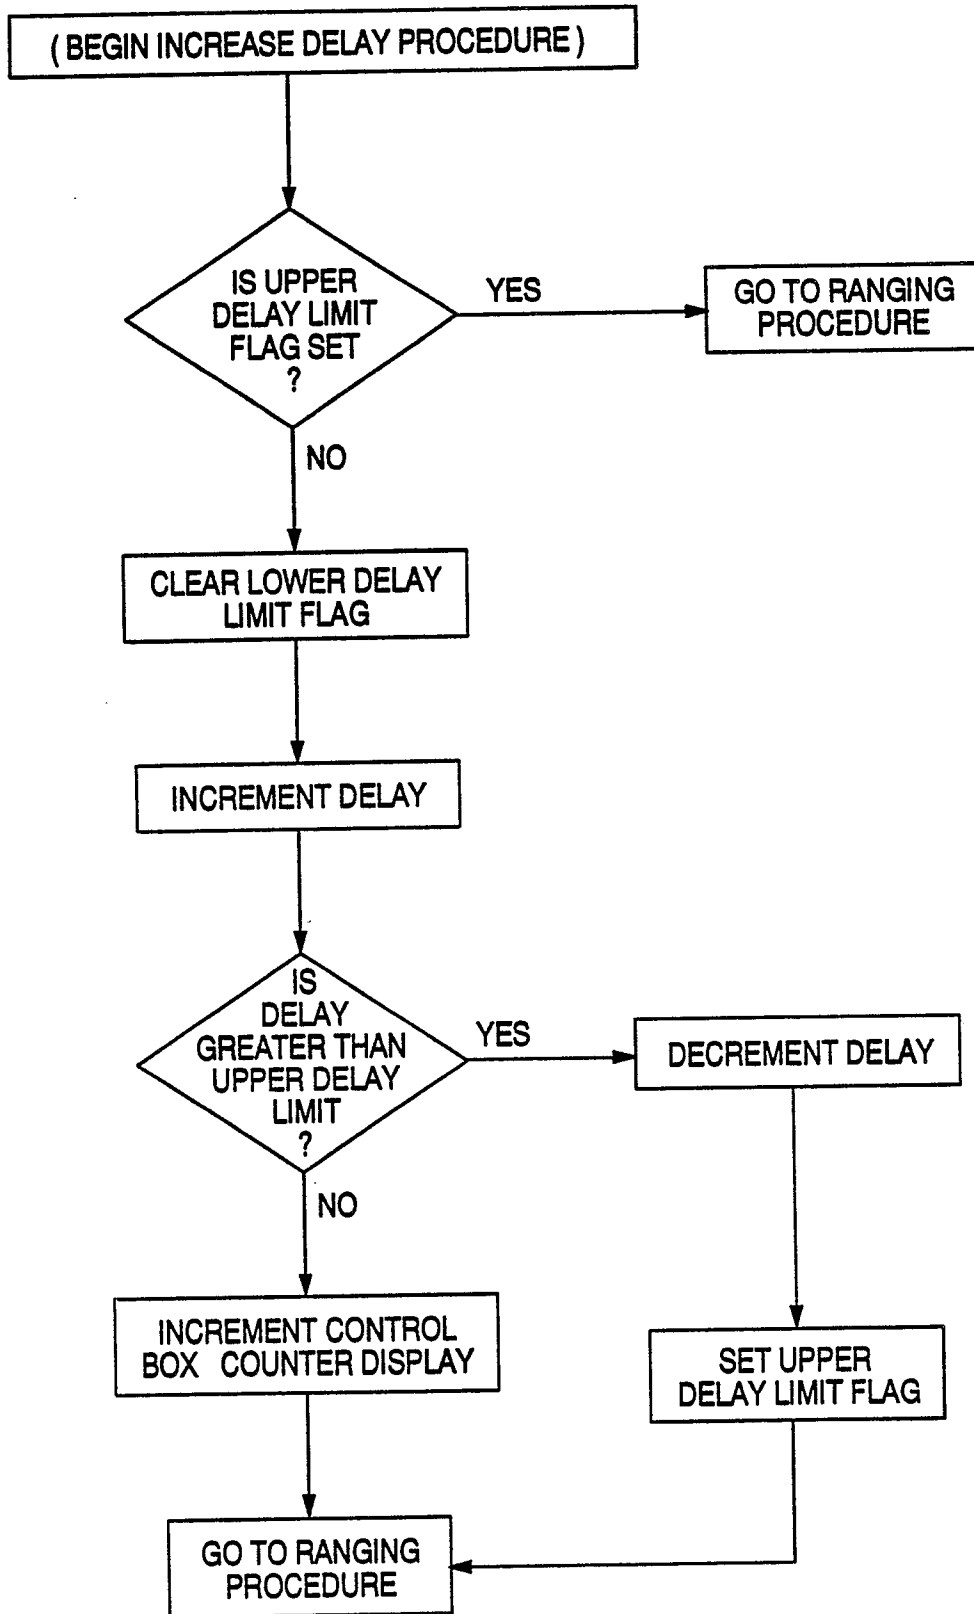 ( BEGIN INCREASE DELAY PROCEDURE )
IS UPPER
DELAY LIMIT
FLAG SET
?
YES
GO TO RANGING
PROCEDURE
NO
CLEAR LOWER DELAY
LIMIT FLAG
INCREMENT DELAY
IS
DELAY
GREATER THAN
UPPER DELAY
LIMIT
?
YES
DECREMENT DELAY
NO
INCREMENT CONTROL
BOX COUNTER DISPLAY
SET UPPER
DELAY LIMIT FLAG
GO TO RANGING
PROCEDURE